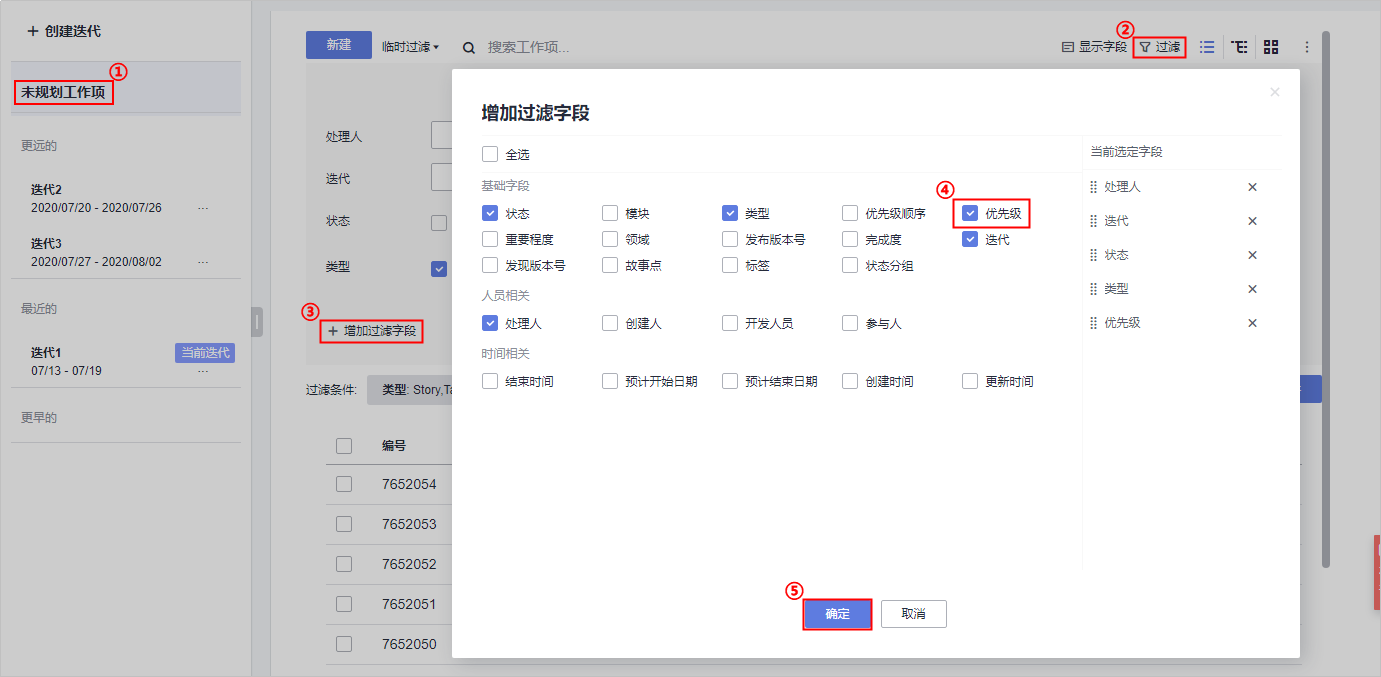 + 创建迭代
① 未规划工作项
更远的
迭代2
2020/07/20 - 2020/07/26 ...
迭代3
2020/07/27 - 2020/08/02 ...
最近的
迭代1 当前迭代
07/13 - 07/19 ...
更早的
新建 临时过滤 搜索工作项... 显示字段 ② 过滤
处理人
迭代
状态
类型
③ + 增加过滤字段
过滤条件: 类型: Story,Ta
编号
7652054
7652053
7652052
7652051
7652050
增加过滤字段
全选
基础字段
状态 模块 类型 优先级顺序 ④ 优先级
重要程度 领域 发布版本号 完成度 迭代
发现版本号 故事点 标签 状态分组
人员相关
处理人 创建人 开发人员 参与人
时间相关
结束时间 预计开始日期 预计结束日期 创建时间 更新时间
当前选定字段
处理人 ×
迭代 ×
状态 ×
类型 ×
优先级 ×
⑤ 确定 取消